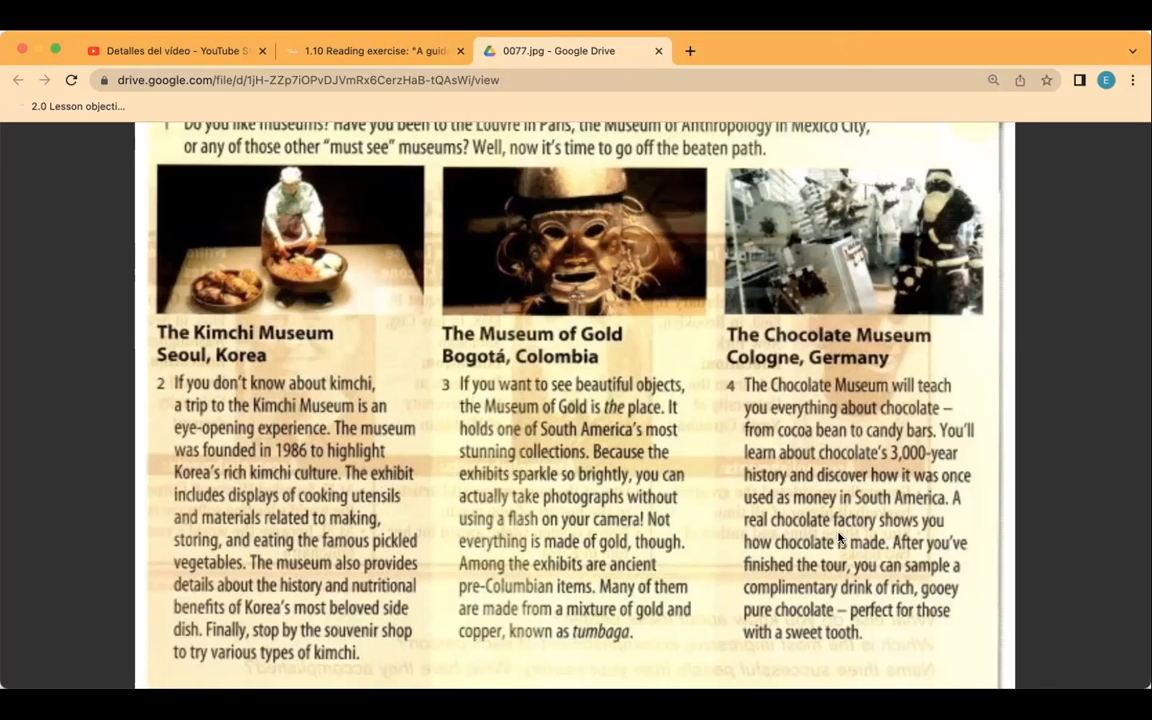 Detalles del vídeo - YouTube S
1.10 Reading exercise: "A guid
0077.jpg - Google Drive
drive.google.com/file/d/1jH-ZZp7iOPvDJVmRx6CerzHaB-tQAsWi/view
E
2.0 Lesson objecti...
1 Do you like museums? Have you been to the Louvre in Paris, the Museum of Anthropology in Mexico City,
or any of those other “must see” museums? Well, now it’s time to go off the beaten path.
The Kimchi Museum
Seoul, Korea
2 If you don’t know about kimchi,
a trip to the Kimchi Museum is an
eye-opening experience. The museum
was founded in 1986 to highlight
Korea’s rich kimchi culture. The exhibit
includes displays of cooking utensils
and materials related to making,
storing, and eating the famous pickled
vegetables. The museum also provides
details about the history and nutritional
benefits of Korea’s most beloved side
dish. Finally, stop by the souvenir shop
to try various types of kimchi.
The Museum of Gold
Bogotá, Colombia
3 If you want to see beautiful objects,
the Museum of Gold is the place. It
holds one of South America’s most
stunning collections. Because the
exhibits sparkle so brightly, you can
actually take photographs without
using a flash on your camera! Not
everything is made of gold, though.
Among the exhibits are ancient
pre-Columbian items. Many of them
are made from a mixture of gold and
copper, known as tumbaga.
The Chocolate Museum
Cologne, Germany
4 The Chocolate Museum will teach
you everything about chocolate –
from cocoa bean to candy bars. You’ll
learn about chocolate’s 3,000-year
history and discover how it was once
used as money in South America. A
real chocolate factory shows you
how chocolate is made. After you’ve
finished the tour, you can sample a
complimentary drink of rich, gooey
pure chocolate – perfect for those
with a sweet tooth.